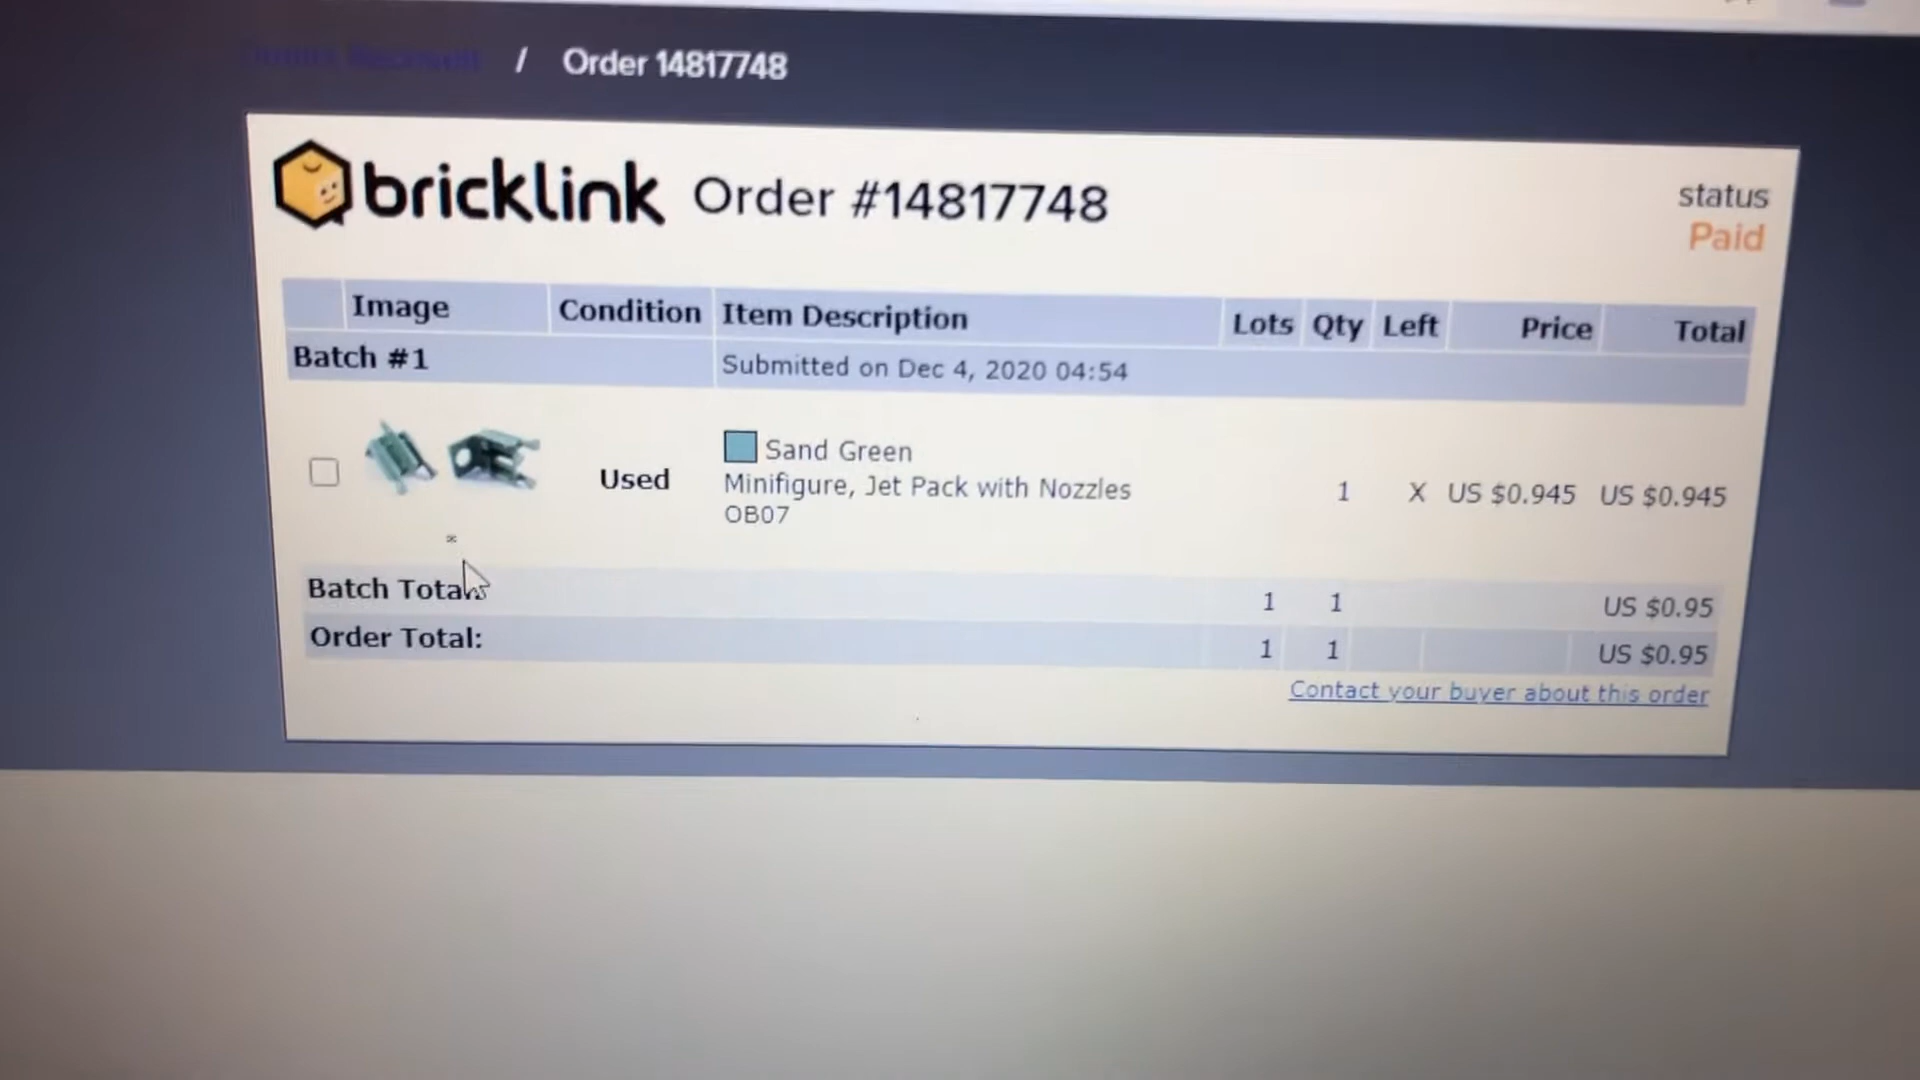 / Order 14817748
bricklink Order #14817748
status
Paid
Image Condition Item Description Lots Qty Left Price Total
Batch #1 Submitted on Dec 4, 2020 04:54
Used Sand Green
Minifigure, Jet Pack with Nozzles
OB07
1 X US $0.945 US $0.945
Batch Total: 1 1 US $0.95
Order Total: 1 1 US $0.95
Contact your buyer about this order